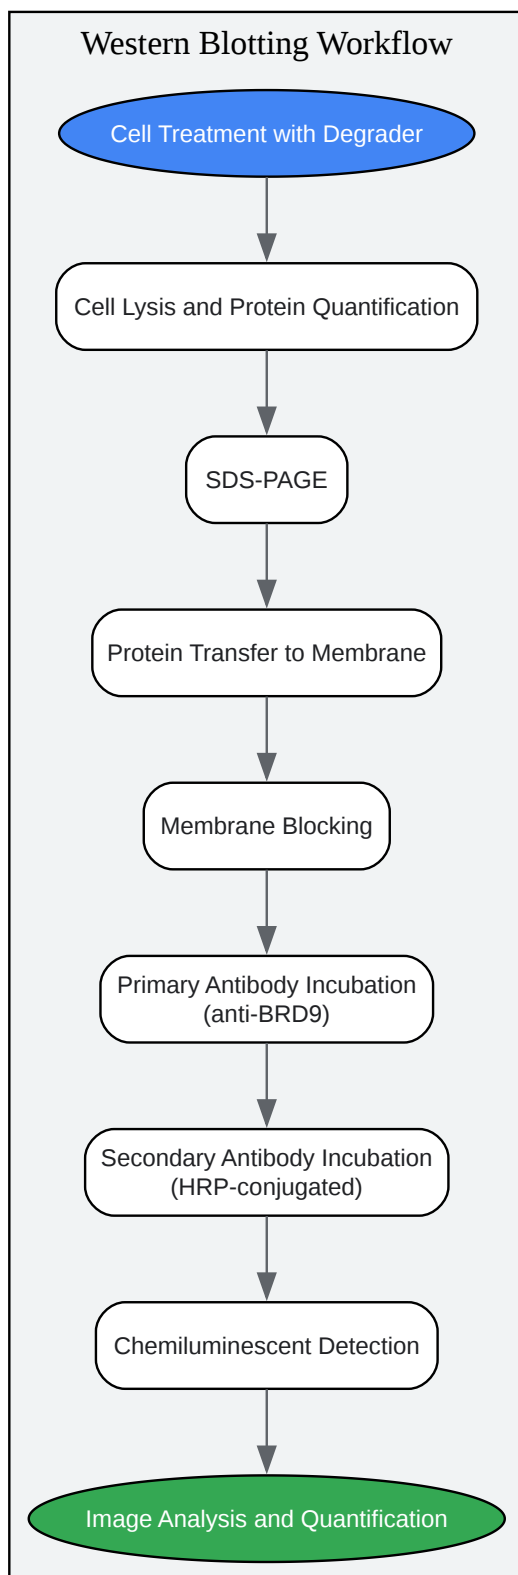 Western Blotting Workflow
Cell Treatment with Degrader
Cell Lysis and Protein Quantification
SDS-PAGE
Protein Transfer to Membrane
Membrane Blocking
Primary Antibody Incubation
(anti-BRD9)
Secondary Antibody Incubation
(HRP-conjugated)
Chemiluminescent Detection
Image Analysis and Quantification